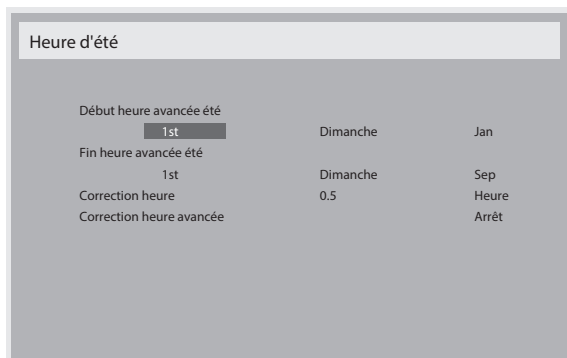 Heure d'été
Début heure avancée été
1st Dimanche Jan
Fin heure avancée été
1st Dimanche Sep
Correction heure 0.5 Heure
Correction heure avancée Arrêt